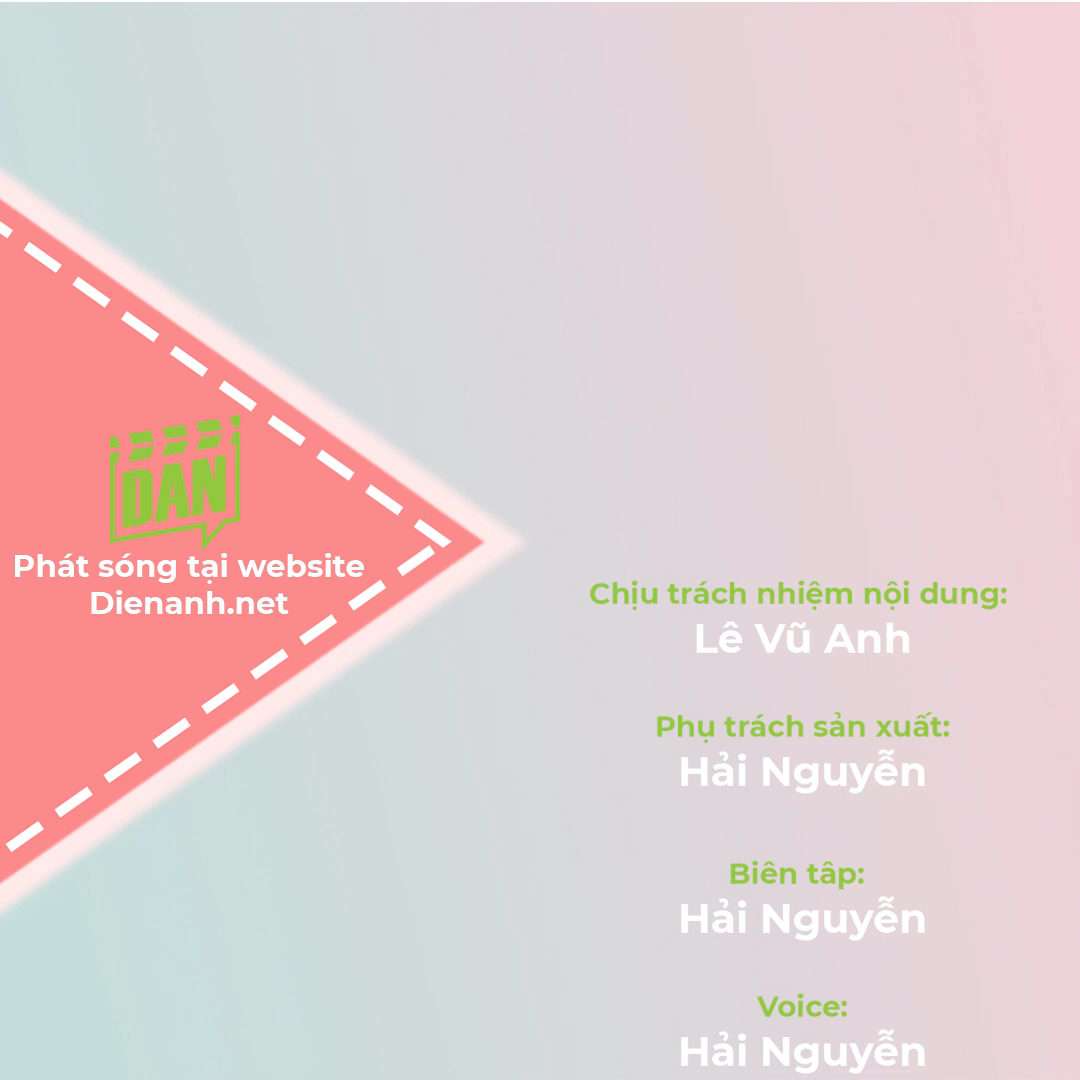 DAN
Phát sóng tại website
Dienanh.net
Chịu trách nhiệm nội dung:
Lê Vũ Anh
Phụ trách sản xuất:
Hải Nguyễn
Biên tâp:
Hải Nguyễn
Voice:
Hải Nguyễn